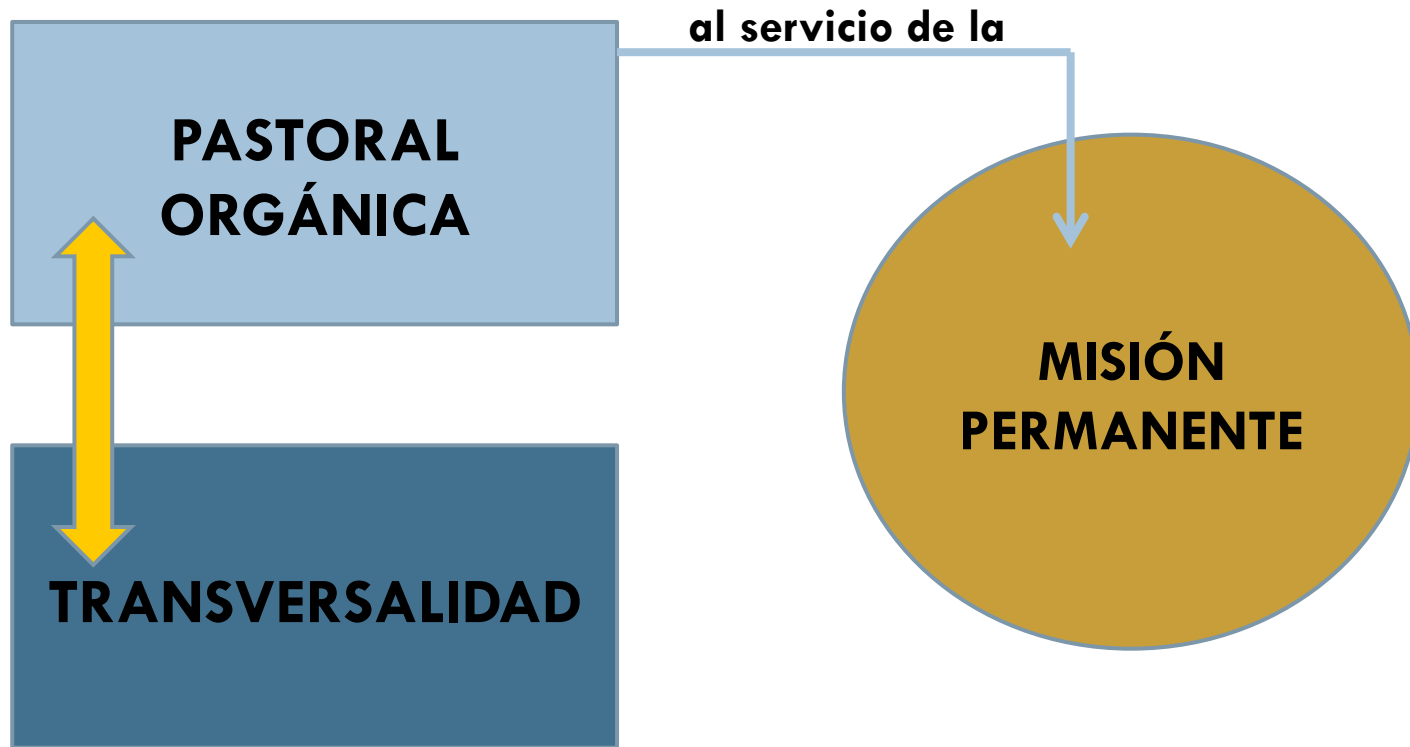 al servicio de la
PASTORAL
ORGÁNICA
MISIÓN
PERMANENTE
TRANSVERSALIDAD